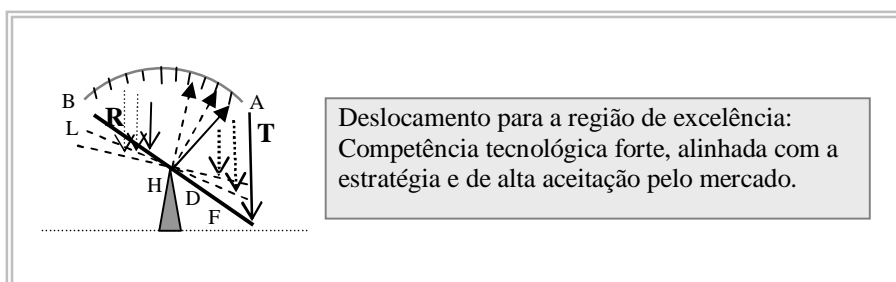 B
A
L
R
T
H
D
F
Deslocamento para a região de excelência:
Competência tecnológica forte, alinhada com a
estratégia e de alta aceitação pelo mercado.